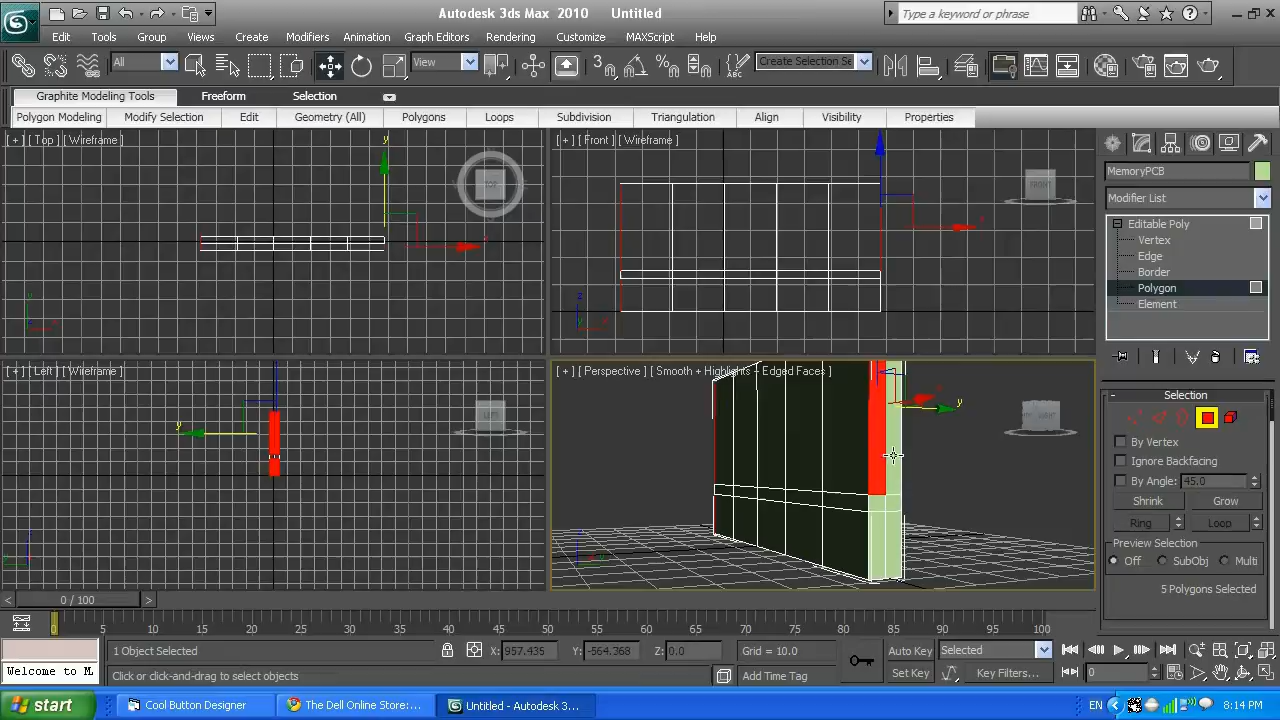 Autodesk 3ds Max 2010 Untitled
Type a keyword or phrase
Edit Tools Group Views Create Modifiers Animation Graph Editors Rendering Customize MAXScript Help
All View Create Selection Se
Graphite Modeling Tools Freeform Selection
Polygon Modeling Modify Selection Edit Geometry (All) Polygons Loops Subdivision Triangulation Align Visibility Properties
[ + ] [ Top ] [ Wireframe ]
y
TOP
x
[ + ] [ Front ] [ Wireframe ]
FRONT
x
MemoryPCB
Modifier List
Editable Poly
Vertex
Edge
Border
Polygon
Element
[ + ] [ Left ] [ Wireframe ]
LEFT
y
[ + ] [ Perspective ] [ Smooth + Highlights + Edged Faces ]
x
y
- Selection
By Vertex
Ignore Backfacing
By Angle: 45.0
Shrink Grow
Ring Loop
Preview Selection
Off SubObj Multi
5 Polygons Selected
< 0 / 100 >
0 5 10 15 20 25 30 35 40 45 50 55 60 65 70 75 80 85 90 95 100
1 Object Selected X: 957.435 Y: -564.368 Z: 0.0 Grid = 10.0 Auto Key Selected
Welcome to M. Click or click-and-drag to select objects Add Time Tag Set Key Key Filters... 0
start Cool Button Designer The Dell Online Store:... Untitled - Autodesk 3... EN 8:14 PM